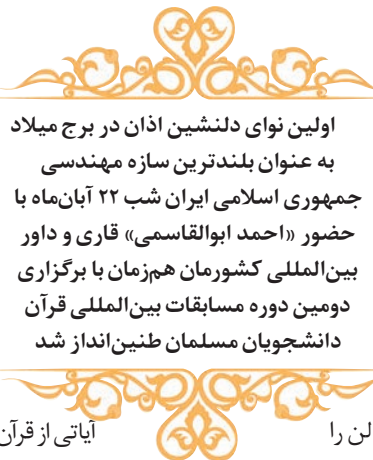 اولین نوای دلنشین اذان در برج میلاد
به عنوان بلندترین سازه مهندسی
جمهوری اسلامی ایران شب ۲۲ آبان‌ماه با
حضور «احمد ابوالقاسمی» قاری و داور
بین‌المللی کشورمان هم‌زمان با برگزاری
دومین دوره مسابقات بین‌المللی قرآن
دانشجویان مسلمان طنین‌انداز شد
آیاتی از قرآن
لن را